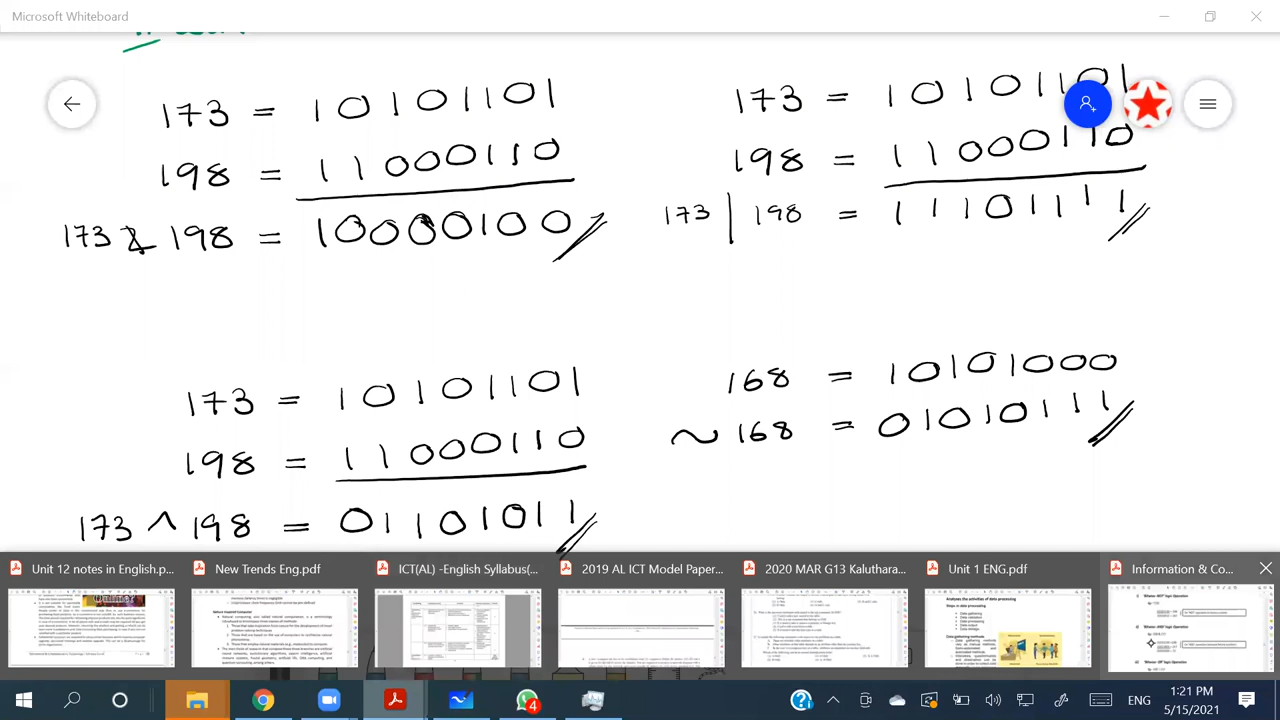 Microsoft Whiteboard
173 = 10101101
198 = 11000110
173 & 198 = 10000100
173 = 10101101
198 = 11000110
173 | 198 = 11101111
173 = 10101101
198 = 11000110
173 ^ 198 = 01101011
168 = 10101000
~168 = 01010111
Unit 12 notes in English.p...
New Trends Eng.pdf
ICT(AL) -English Syllabus(...
2019 AL ICT Model Paper...
2020 MAR G13 Kaluthara...
Unit 1 ENG.pdf
Information & Co...
4
ENG
1:21 PM
5/15/2021